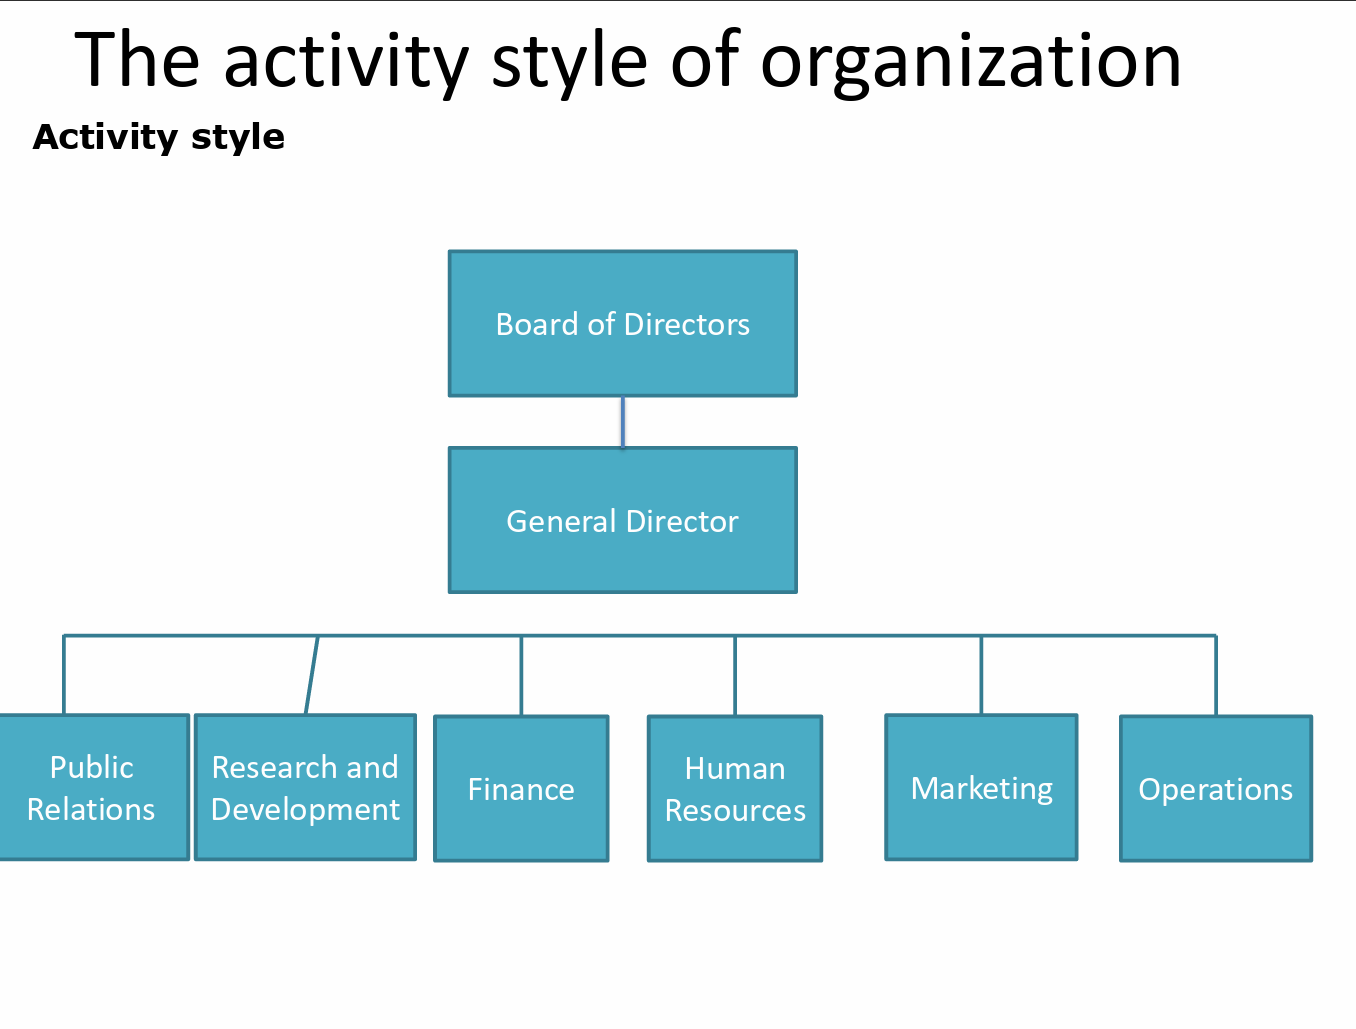 The activity style of organization
Activity style
Board of Directors
General Director
Public
Relations
Research and
Development
Finance
Human
Resources
Marketing
Operations